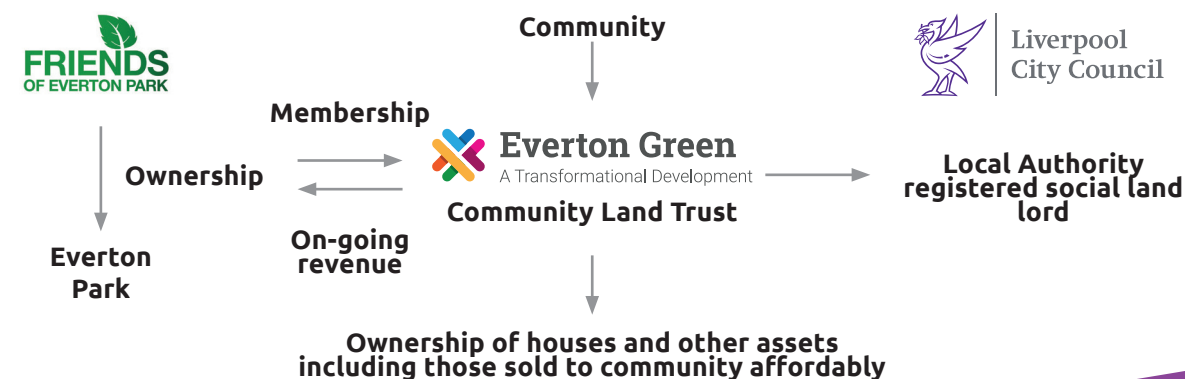 FRIENDS
OF EVERTON PARK
Community
Liverpool
City Council
Membership
Everton Green
A Transformational Development
Ownership
Local Authority
registered social land
lord
Community Land Trust
On-going
revenue
Everton
Park
Ownership of houses and other assets
including those sold to community affordably